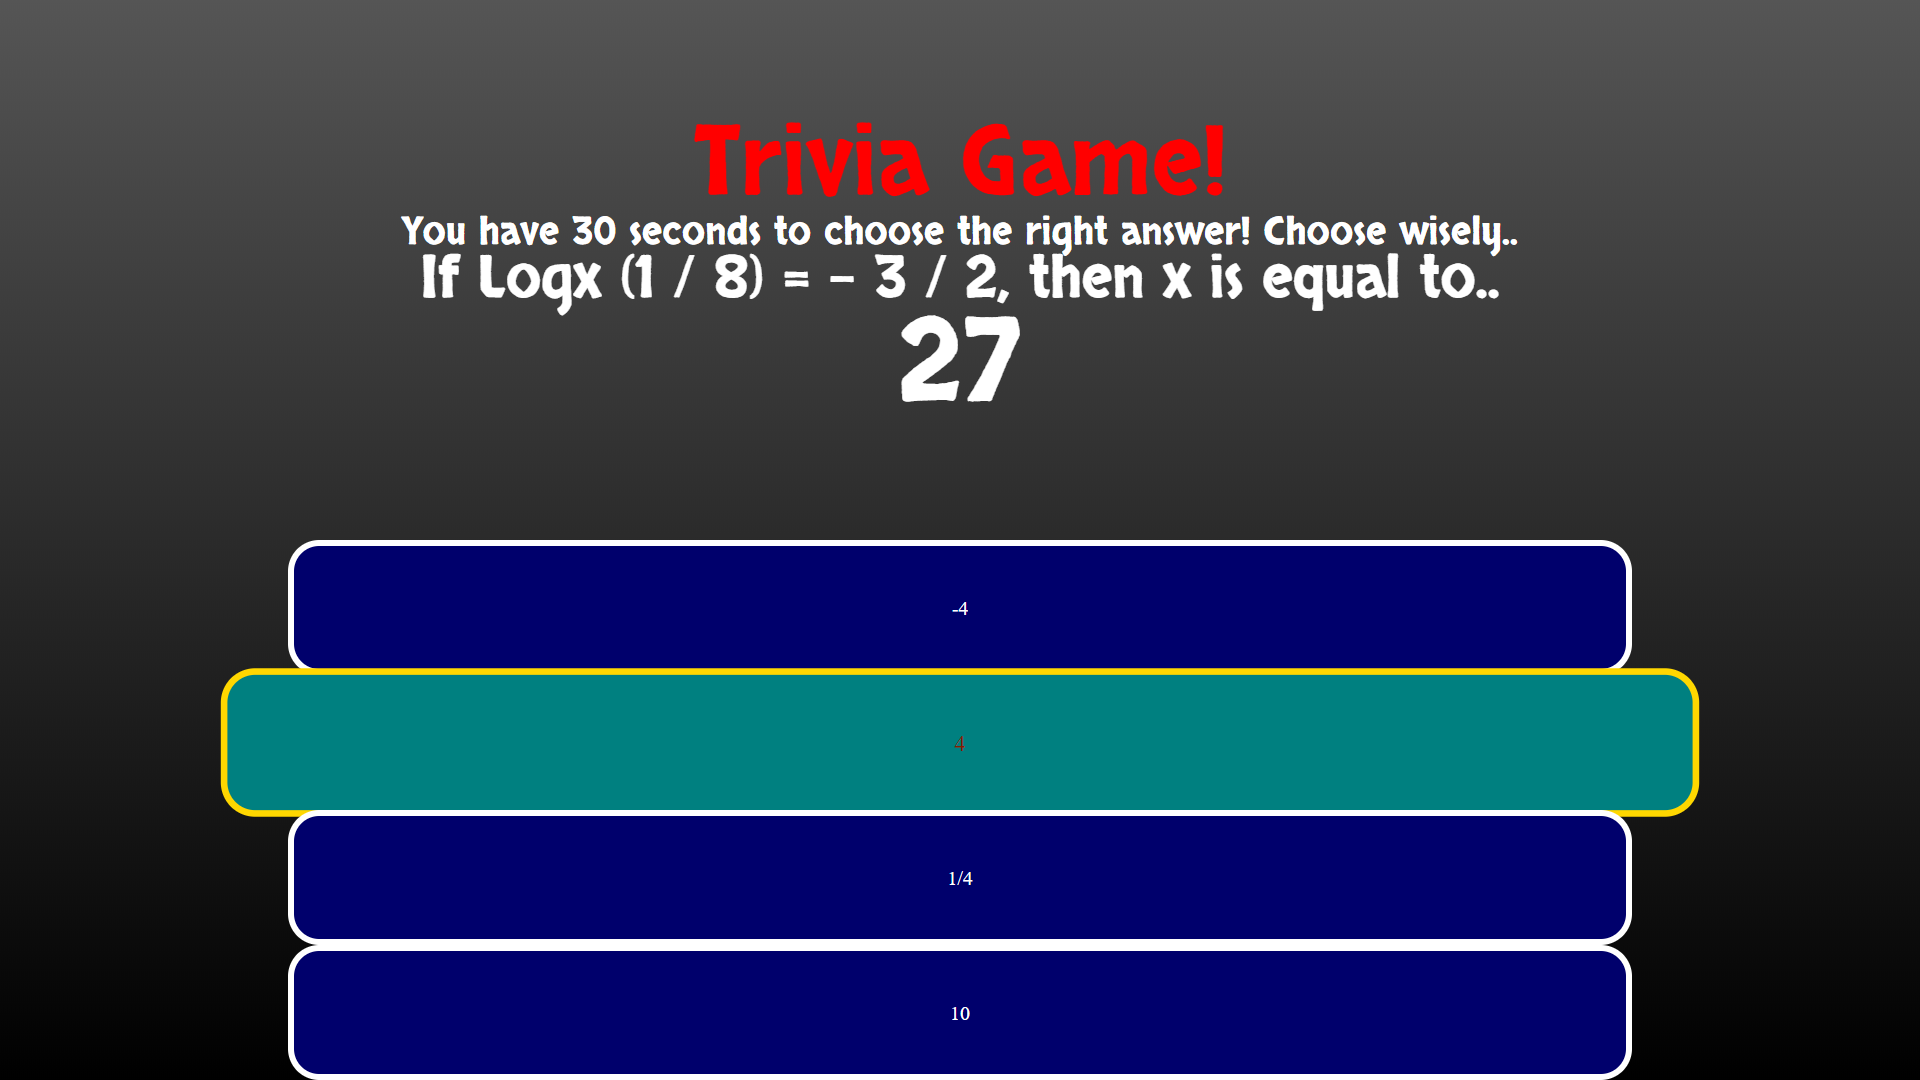 Trivia Game!
You have 30 seconds to choose the right answer! Choose wisely..
If Logx (1 / 8) = - 3 / 2, then x is equal to..
27
-4
4
1/4
10